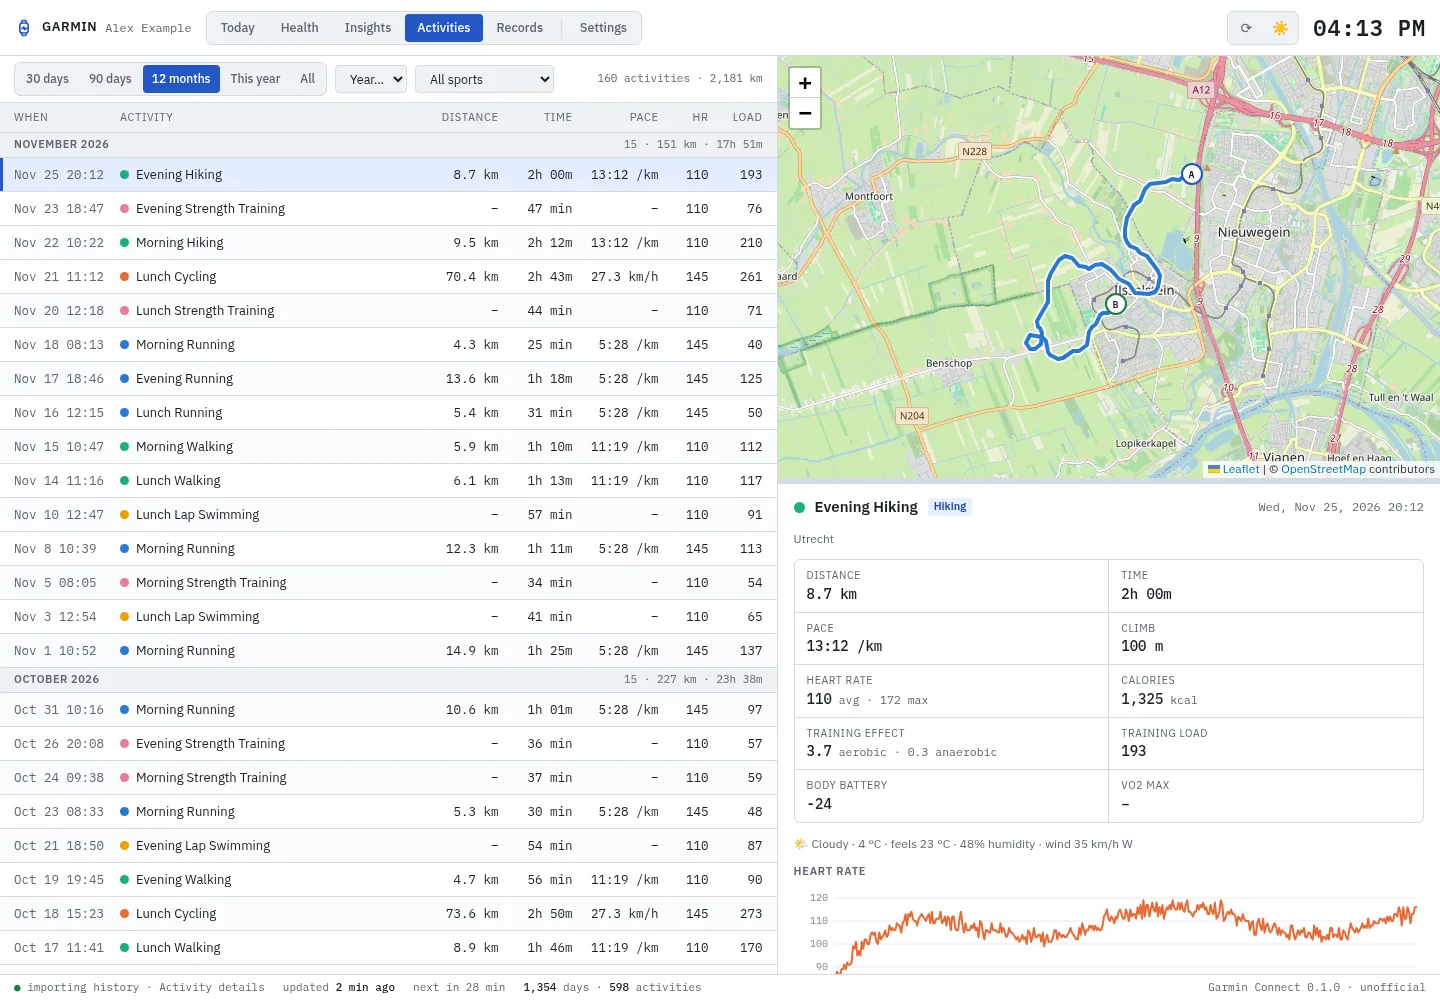 GARMIN Alex Example Today Health Insights Activities Records Settings 04:13 PM
30 days 90 days 12 months This year All Year... All sports 160 activities · 2,181 km
WHEN ACTIVITY DISTANCE TIME PACE HR LOAD
NOVEMBER 2026 15 · 151 km · 17h 51m
Nov 25 20:12 Evening Hiking 8.7 km 2h 00m 13:12 /km 110 193
Nov 23 18:47 Evening Strength Training – 47 min – 110 76
Nov 22 10:22 Morning Hiking 9.5 km 2h 12m 13:12 /km 110 210
Nov 21 11:12 Lunch Cycling 70.4 km 2h 43m 27.3 km/h 145 261
Nov 20 12:18 Lunch Strength Training – 44 min – 110 71
Nov 18 08:13 Morning Running 4.3 km 25 min 5:28 /km 145 40
Nov 17 18:46 Evening Running 13.6 km 1h 18m 5:28 /km 145 125
Nov 16 12:15 Lunch Running 5.4 km 31 min 5:28 /km 145 50
Nov 15 10:47 Morning Walking 5.9 km 1h 10m 11:19 /km 110 112
Nov 14 11:16 Lunch Walking 6.1 km 1h 13m 11:19 /km 110 117
Nov 10 12:47 Lunch Lap Swimming – 57 min – 110 91
Nov 8 10:39 Morning Running 12.3 km 1h 11m 5:28 /km 145 113
Nov 5 08:05 Morning Strength Training – 34 min – 110 54
Nov 3 12:54 Lunch Lap Swimming – 41 min – 110 65
Nov 1 10:52 Morning Running 14.9 km 1h 25m 5:28 /km 145 137
OCTOBER 2026 15 · 227 km · 23h 38m
Oct 31 10:16 Morning Running 10.6 km 1h 01m 5:28 /km 145 97
Oct 26 20:08 Evening Strength Training – 36 min – 110 57
Oct 24 09:38 Morning Strength Training – 37 min – 110 59
Oct 23 08:33 Morning Running 5.3 km 30 min 5:28 /km 145 48
Oct 21 18:50 Evening Lap Swimming – 54 min – 110 87
Oct 19 19:45 Evening Walking 4.7 km 56 min 11:19 /km 110 90
Oct 18 15:23 Lunch Cycling 73.6 km 2h 50m 27.3 km/h 145 273
Oct 17 11:41 Lunch Walking 8.9 km 1h 46m 11:19 /km 110 170
+
−
15
A12
16
17
18
18
N228
A
Montfoort
Nieuwegein
9
29
B
9
28
Benschop
28
10
Tull en 't Waal
N204
27
Lopikerkapel
11
Vianen
Hoef en Haag
Leaflet | © OpenStreetMap contributors
Evening Hiking Hiking Wed, Nov 25, 2026 20:12
Utrecht
DISTANCE
8.7 km
TIME
2h 00m
PACE
13:12 /km
CLIMB
100 m
HEART RATE
110 avg · 172 max
CALORIES
1,325 kcal
TRAINING EFFECT
3.7 aerobic · 0.3 anaerobic
TRAINING LOAD
193
BODY BATTERY
-24
VO2 MAX
–
Cloudy · 4 °C · feels 23 °C · 48% humidity · wind 35 km/h W
HEART RATE
120
110
100
90
importing history · Activity details updated 2 min ago next in 28 min 1,354 days · 598 activities Garmin Connect 0.1.0 · unofficial